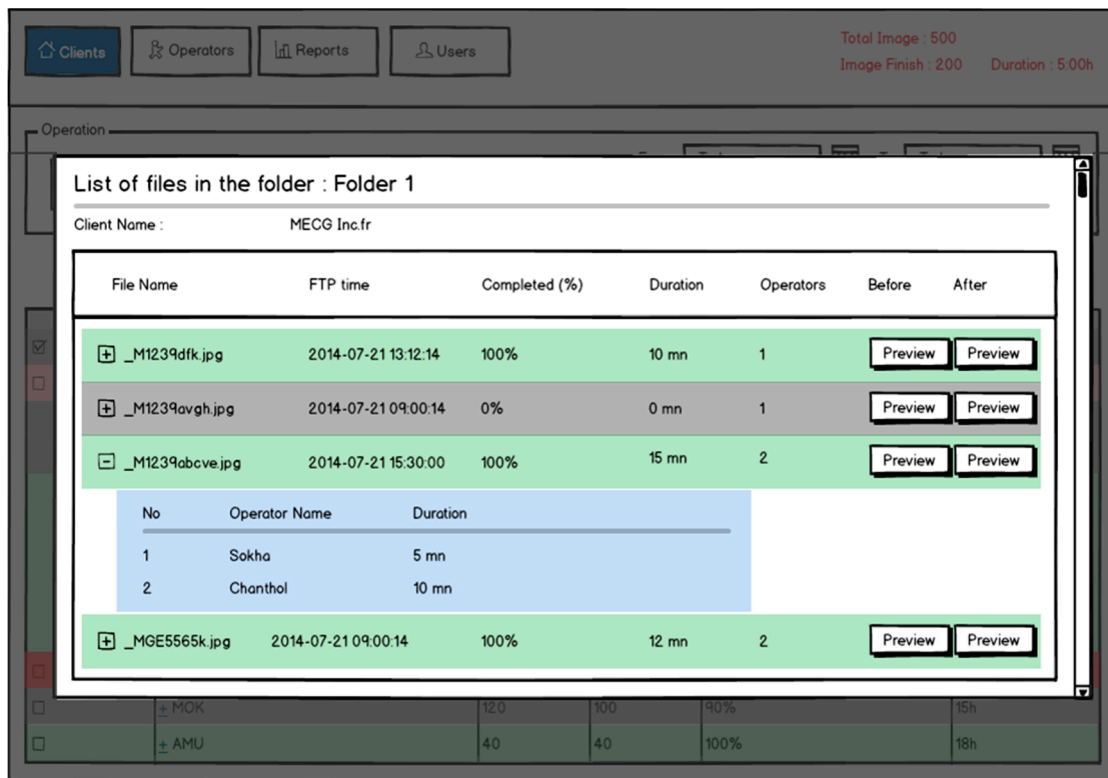 Clients Operators Reports Users
Total Image : 500
Image Finish : 200 Duration : 5:00h
Operation
List of files in the folder : Folder 1
Client Name : MECG Inc.fr
File Name FTP time Completed (%) Duration Operators Before After
_M1239dfk.jpg 2014-07-21 13:12:14 100% 10 mn 1 Preview Preview
_M1239avgh.jpg 2014-07-21 09:00:14 0% 0 mn 1 Preview Preview
_M1239abcve.jpg 2014-07-21 15:30:00 100% 15 mn 2 Preview Preview
No Operator Name Duration
1 Sokha 5 mn
2 Chanthol 10 mn
_MGE5565k.jpg 2014-07-21 09:00:14 100% 12 mn 2 Preview Preview
+ MOK 120 100 90% 15h
+ AMU 40 40 100% 18h